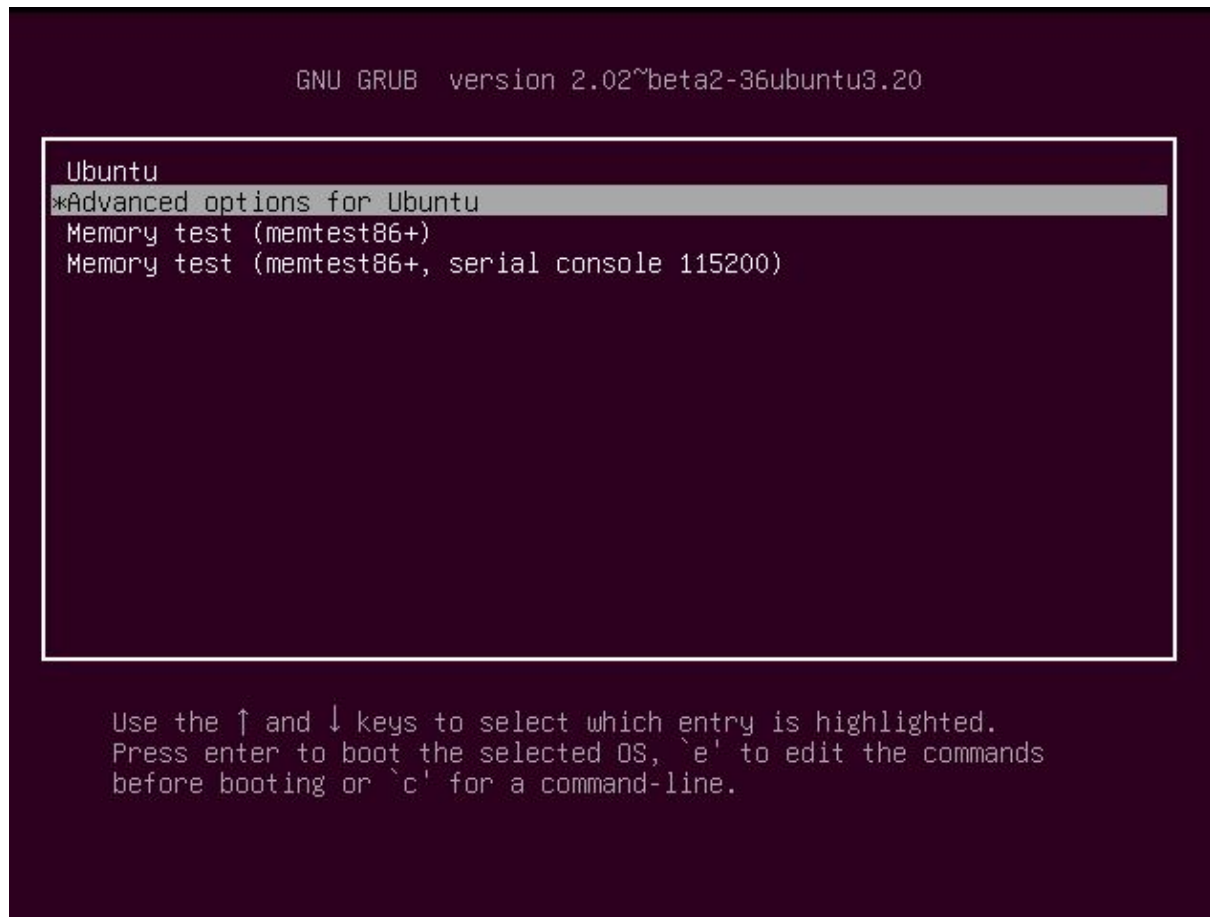 GNU GRUB  version 2.02~beta2-36ubuntu3.20
Ubuntu
*Advanced options for Ubuntu
Memory test (memtest86+)
Memory test (memtest86+, serial console 115200)
Use the ↑ and ↓ keys to select which entry is highlighted.
Press enter to boot the selected OS, `e' to edit the commands
before booting or `c' for a command-line.